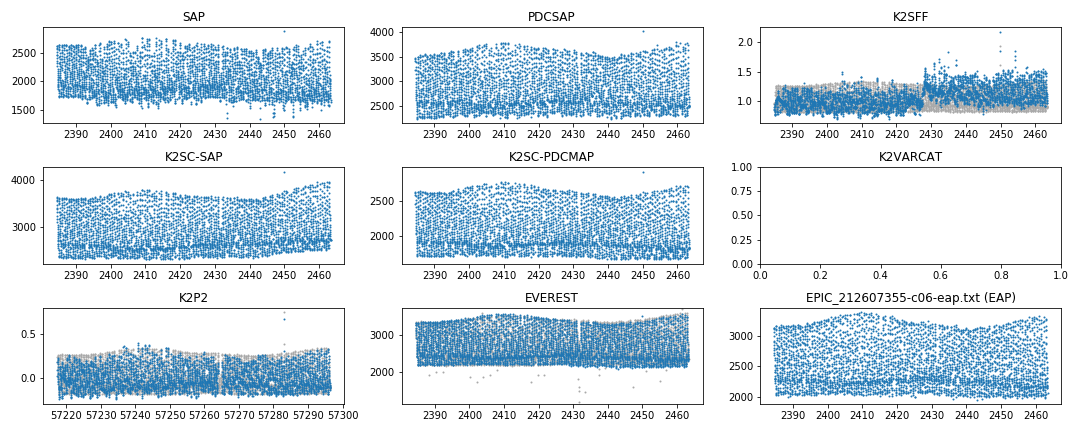 SAP
PDCSAP
K2SFF
2500
2000
1500
2390 2400 2410 2420 2430 2440 2450 2460
4000
3500
3000
2500
2390 2400 2410 2420 2430 2440 2450 2460
2.0
1.5
1.0
2390 2400 2410 2420 2430 2440 2450 2460
K2SC-SAP
K2SC-PDCMAP
K2VARCAT
4000
3000
2390 2400 2410 2420 2430 2440 2450 2460
2500
2000
2390 2400 2410 2420 2430 2440 2450 2460
1.00
0.75
0.50
0.25
0.00
0.0 0.2 0.4 0.6 0.8 1.0
K2P2
EVEREST
EPIC_212607355-c06-eap.txt (EAP)
0.5
0.0
57220 57230 57240 57250 57260 57270 57280 57290 57300
3000
2000
2390 2400 2410 2420 2430 2440 2450 2460
3000
2500
2000
2390 2400 2410 2420 2430 2440 2450 2460